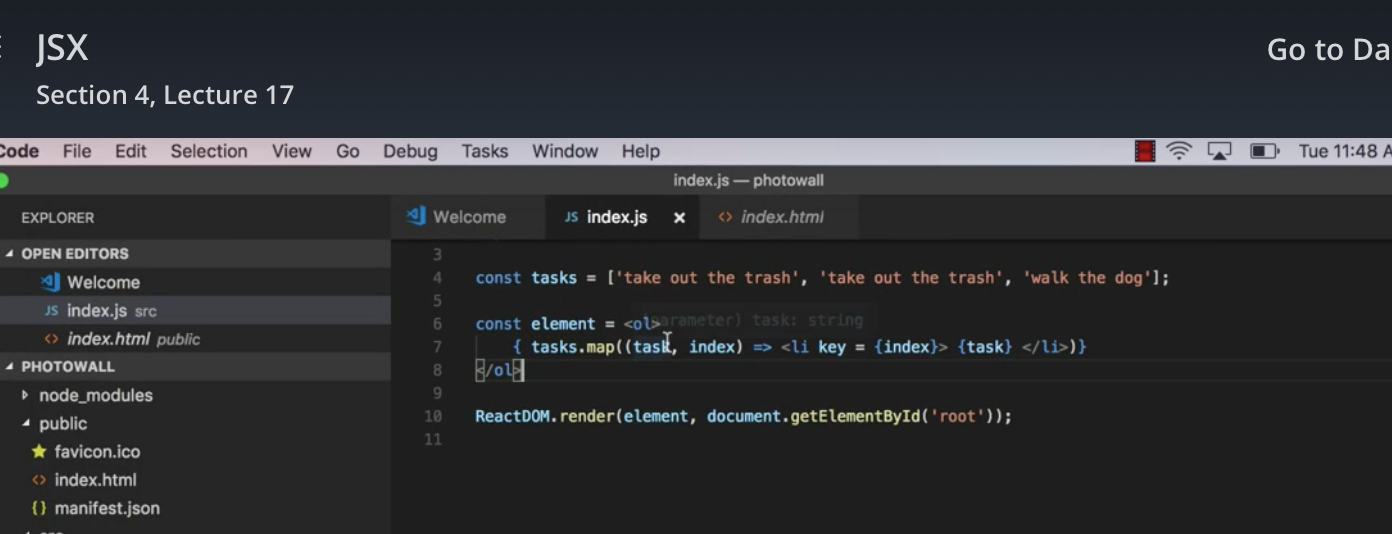 JSX
Go to Da
Section 4, Lecture 17
Code File Edit Selection View Go Debug Tasks Window Help Tue 11:48 A
index.js — photowall
EXPLORER
Welcome
JS index.js ×
<> index.html
OPEN EDITORS
Welcome
JS index.js src
<> index.html public
PHOTOWALL
node_modules
public
favicon.ico
<> index.html
{} manifest.json
3
4 const tasks = ['take out the trash', 'take out the trash', 'walk the dog'];
5
(parameter) task: string
6 const element = <ol>
7 { tasks.map((task, index) => <li key = {index}> {task} </li>)}
8 </ol>
9
10 ReactDOM.render(element, document.getElementById('root'));
11